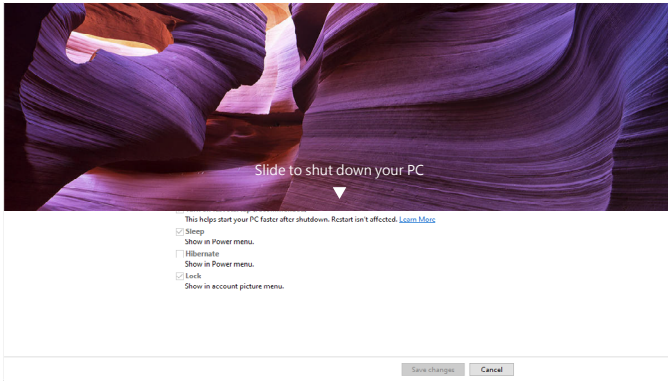 Slide to shut down your PC
This helps start your PC faster after shutdown. Restart isn't affected. Learn More
Sleep
Show in Power menu.
Hibernate
Show in Power menu.
Lock
Show in account picture menu.
Save changes Cancel